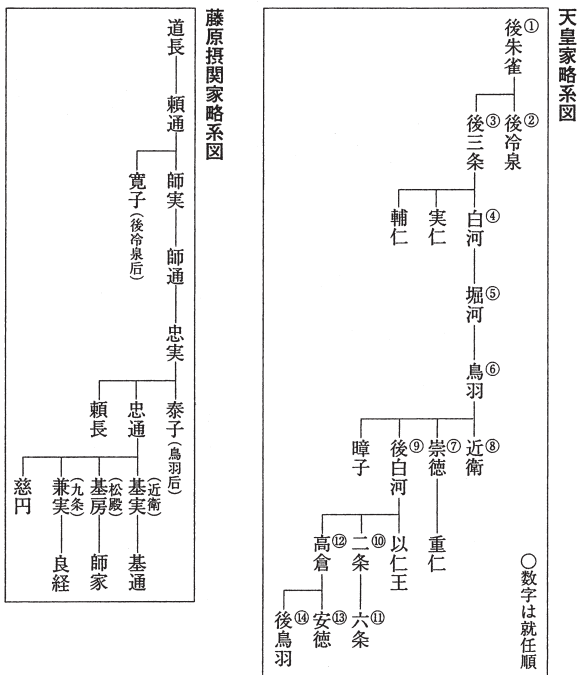 天皇家略系図
○数字は就任順
①後朱雀
②後冷泉
③後三条
④白河
実仁
輔仁
⑤堀河
⑥鳥羽
⑧近衛
⑦崇徳
⑨後白河
暲子
重仁
以仁王
⑩二条
⑫高倉
⑪六条
⑬安徳
⑭後鳥羽
藤原摂関家略系図
道長
頼通
師実
寛子(後冷泉后)
師通
忠実
泰子(鳥羽后)
忠通
頼長
(近衛)基実
(松殿)基房
(九条)兼実
慈円
基通
師家
良経